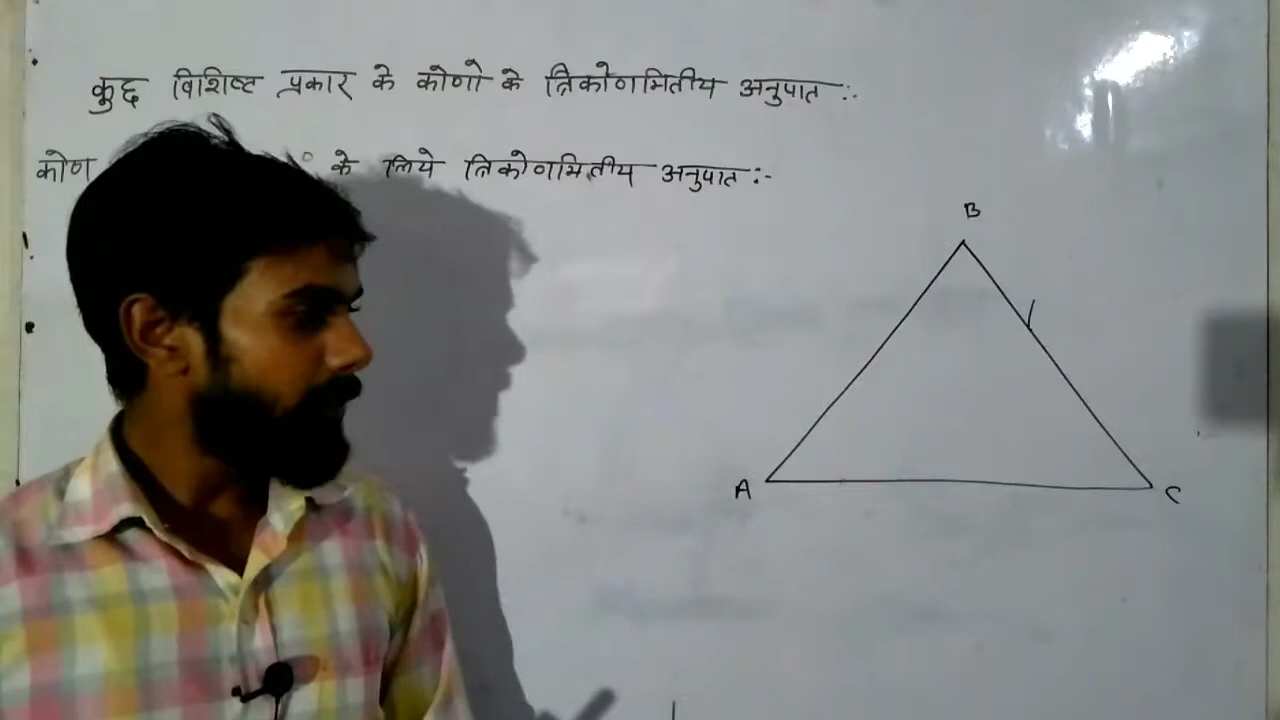 कुछ विशिष्ट प्रकार के कोणो के त्रिकोणमितीय अनुपात :-
कोण के लिये त्रिकोणमितीय अनुपात :-
B
A
C